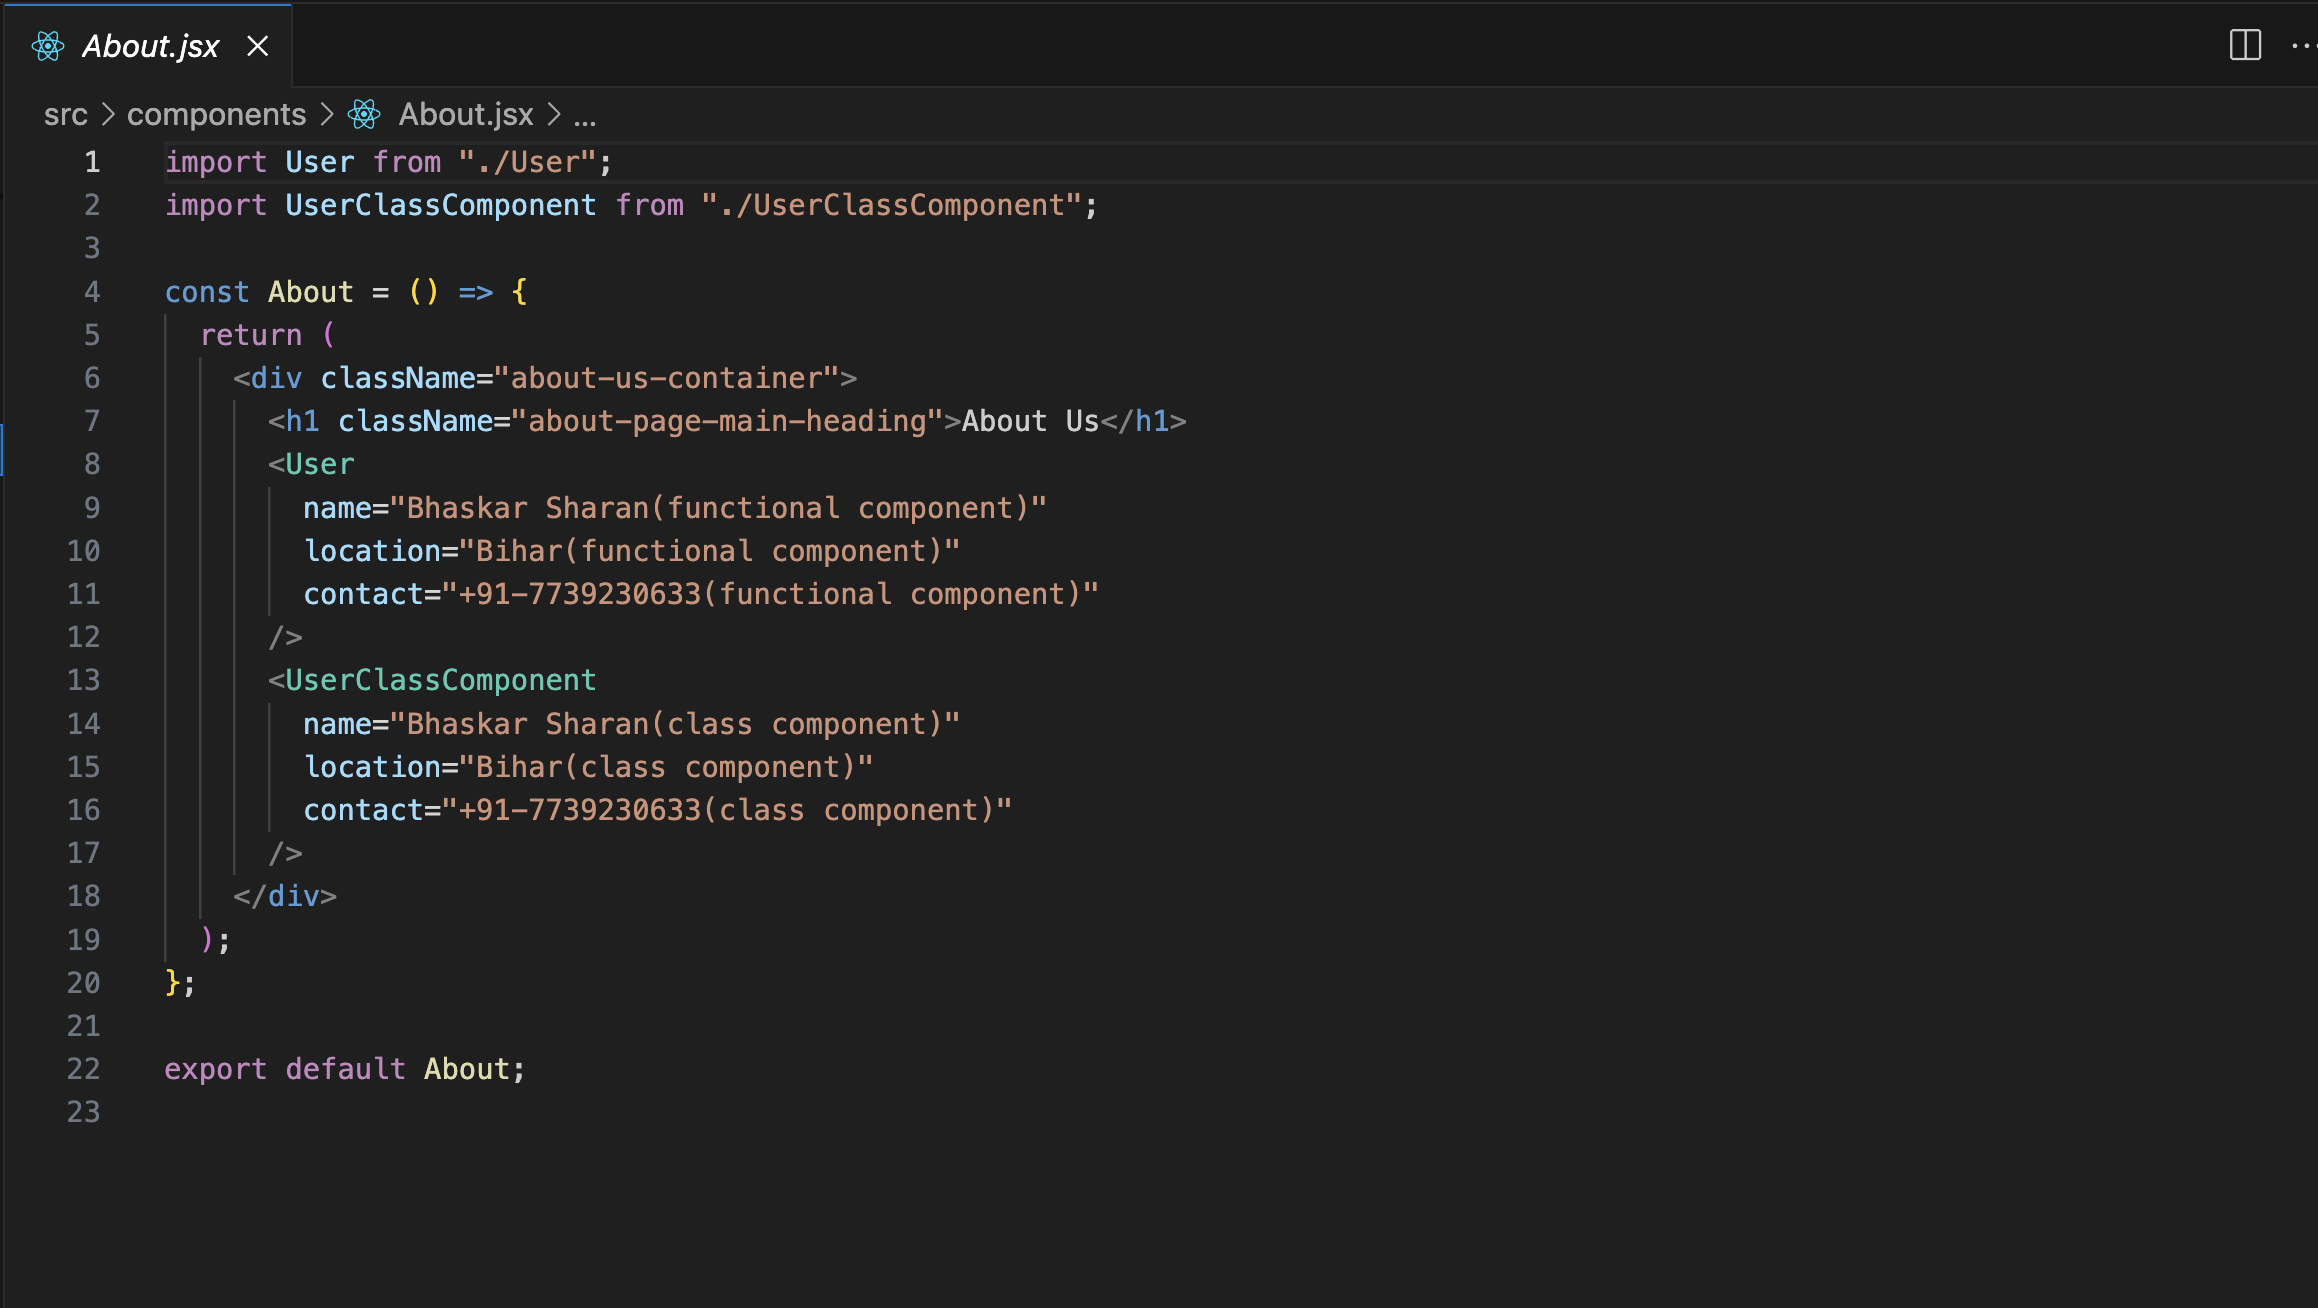 About.jsx
src > components > About.jsx > ...
1 import User from "./User";
2 import UserClassComponent from "./UserClassComponent";
3
4 const About = () => {
5   return (
6     <div className="about-us-container">
7       <h1 className="about-page-main-heading">About Us</h1>
8       <User
9         name="Bhaskar Sharan(functional component)"
10         location="Bihar(functional component)"
11         contact="+91-7739230633(functional component)"
12       />
13       <UserClassComponent
14         name="Bhaskar Sharan(class component)"
15         location="Bihar(class component)"
16         contact="+91-7739230633(class component)"
17       />
18     </div>
19   );
20 };
21
22 export default About;
23